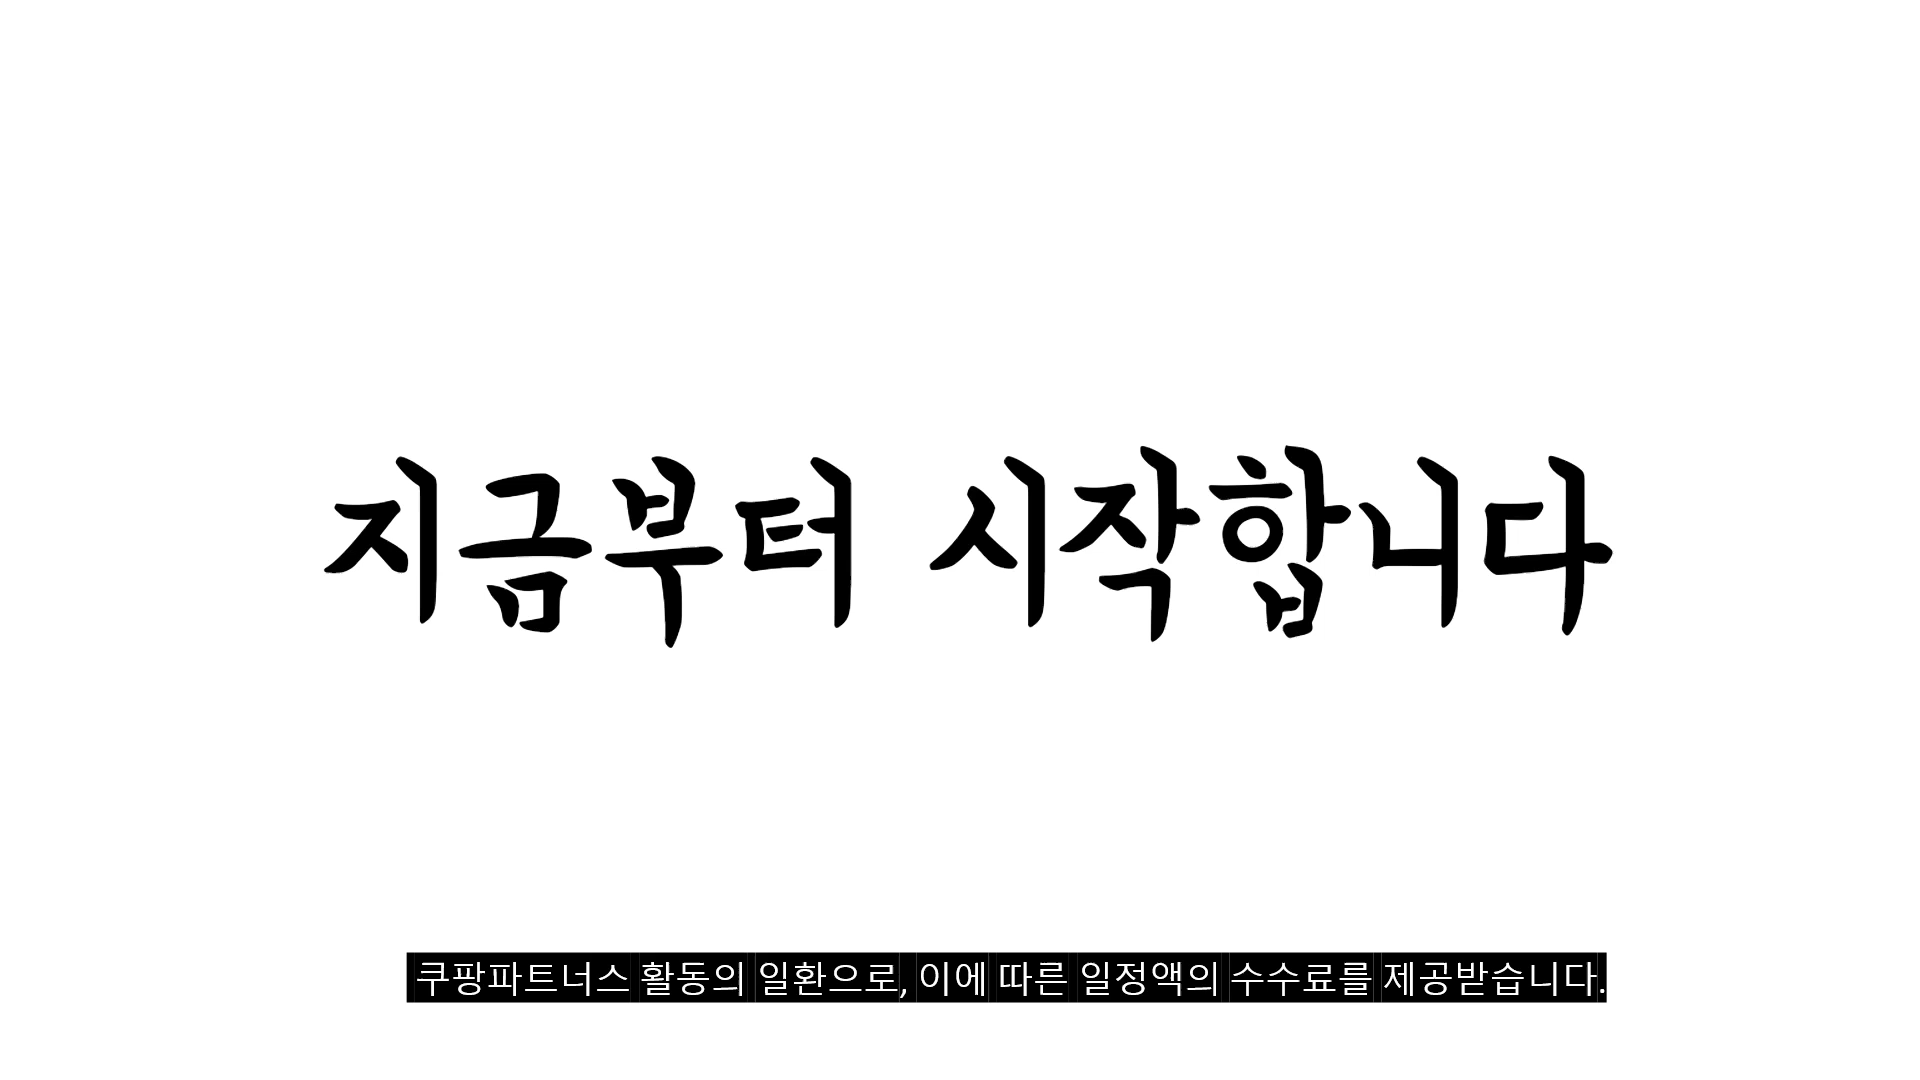 지금부터 시작합니다
쿠팡파트너스 활동의 일환으로, 이에 따른 일정액의 수수료를 제공받습니다.